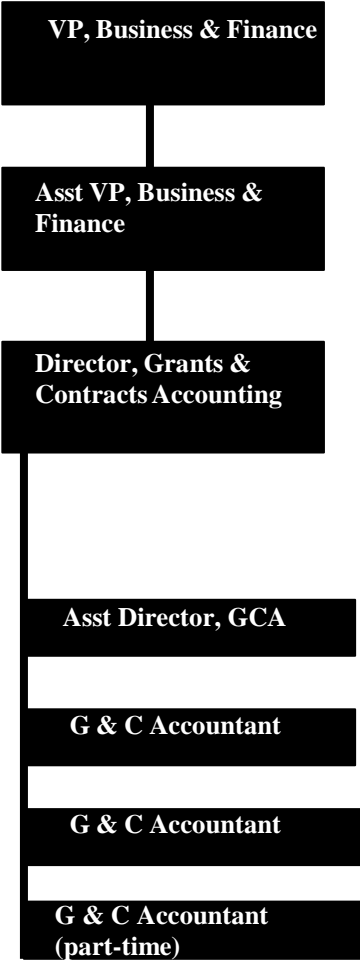 VP, Business & Finance
Asst VP, Business &
Finance
Director, Grants &
Contracts Accounting
Asst Director, GCA
G & C Accountant
G & C Accountant
G & C Accountant
(part-time)